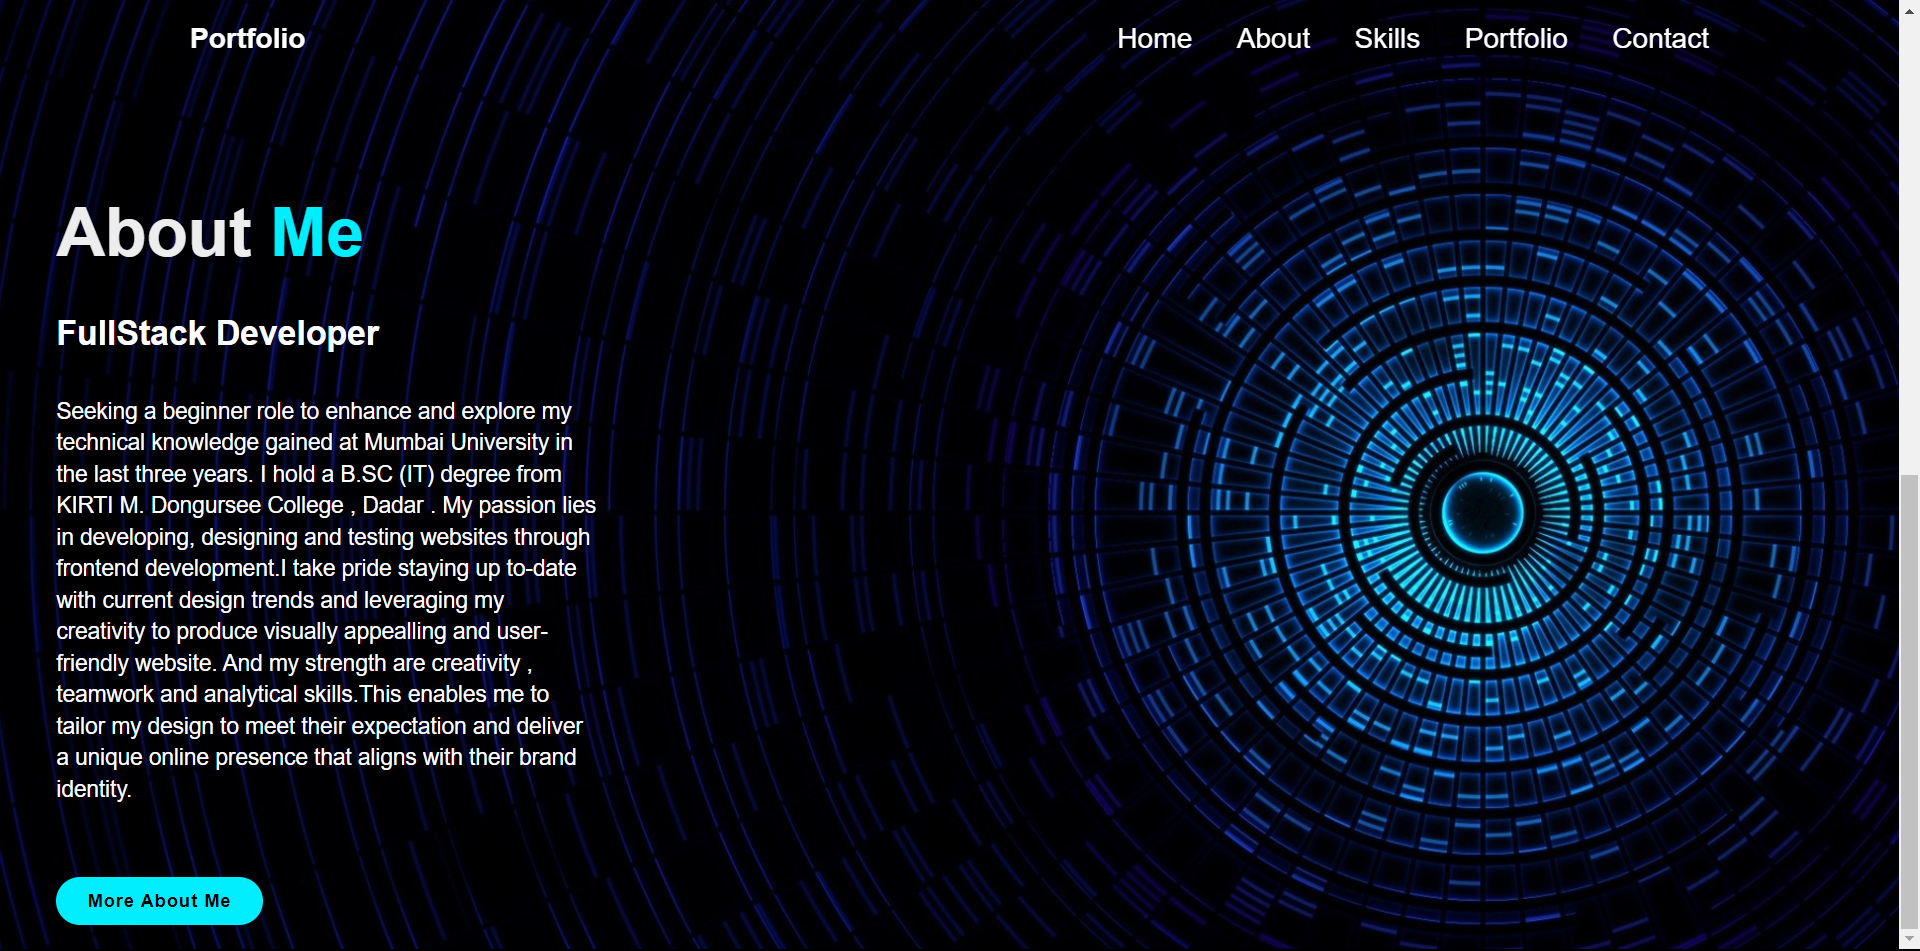 Portfolio
Home About Skills Portfolio Contact
About Me
FullStack Developer
Seeking a beginner role to enhance and explore my
technical knowledge gained at Mumbai University in
the last three years. I hold a B.SC (IT) degree from
KIRTI M. Dongursee College , Dadar . My passion lies
in developing, designing and testing websites through
frontend development.I take pride staying up to-date
with current design trends and leveraging my
creativity to produce visually appealling and user-
friendly website. And my strength are creativity ,
teamwork and analytical skills.This enables me to
tailor my design to meet their expectation and deliver
a unique online presence that aligns with their brand
identity.
More About Me